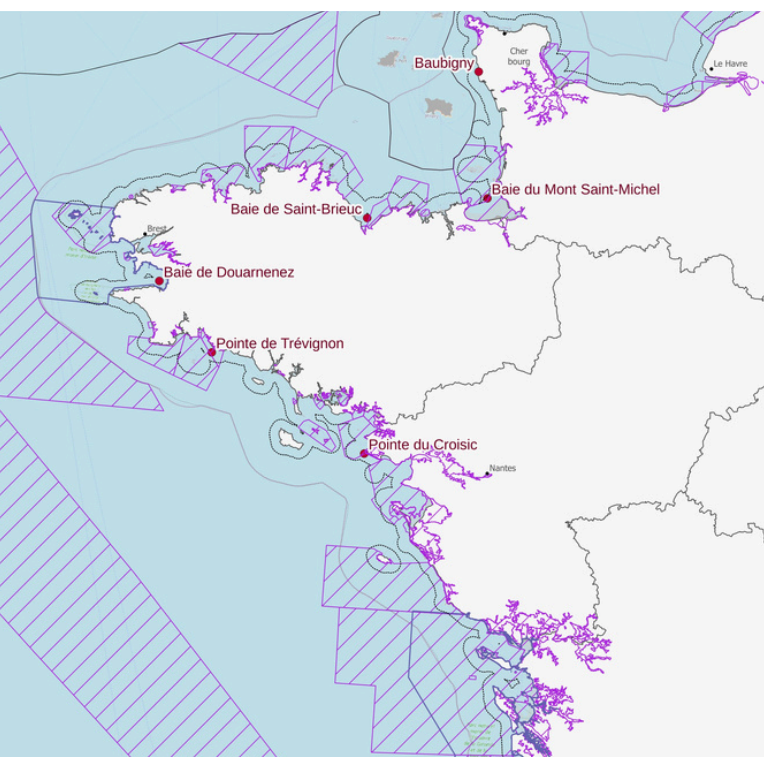 Cher
bourg
Baubigny
Le Havre
Baie du Mont Saint-Michel
Baie de Saint-Brieuc
Brest
Baie de Douarnenez
Pointe de Trévignon
Pointe du Croisic
Nantes